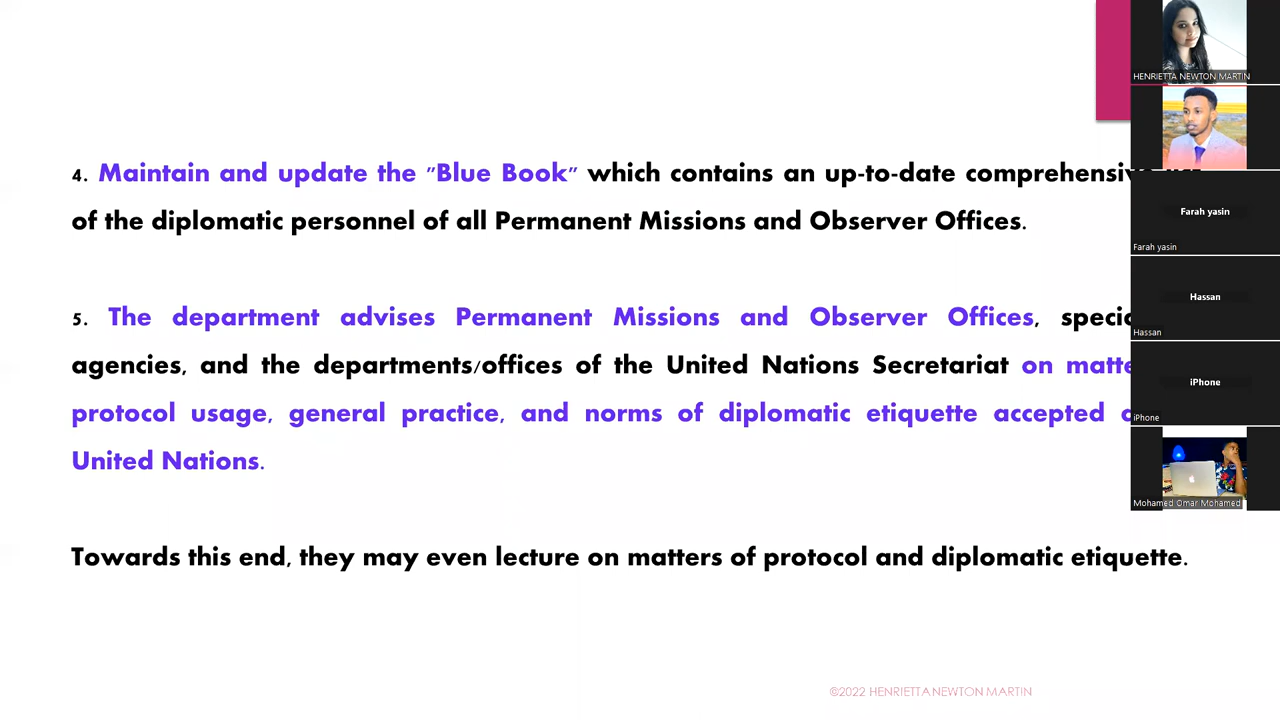 4. Maintain and update the "Blue Book" which contains an up-to-date comprehensive
of the diplomatic personnel of all Permanent Missions and Observer Offices.
5. The department advises Permanent Missions and Observer Offices,
agencies, and the departments/offices of the United Nations Secretariat on
protocol usage, general practice, and norms of diplomatic etiquette accepted
United Nations.
Towards this end, they may even lecture on matters of protocol and diplomatic etiquette.
©2022 HENRIETTA NEWTON MARTIN
HENRIETTA NEWTON MARTIN
Farah yasin
Farah yasin
Hassan
Hassan
iPhone
iPhone
Mohamed Omar Mohamed